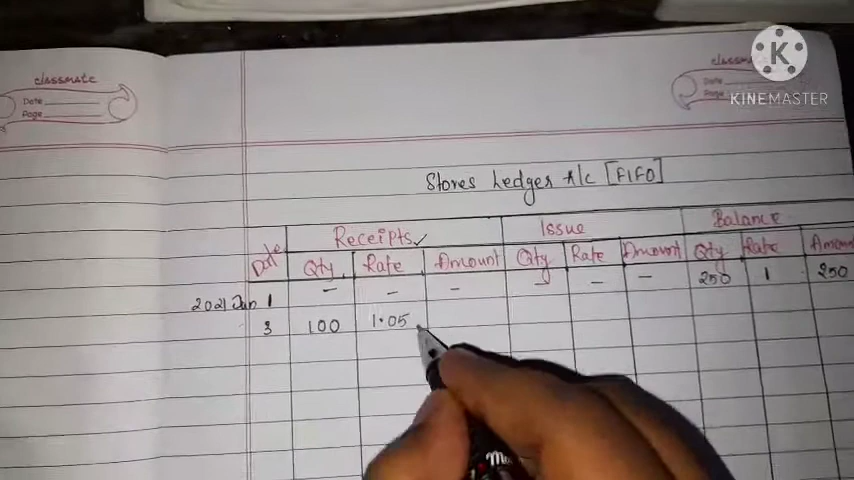 classmate
Date
Page
classmate
Date
Page
KINEMASTER
Stores Ledger A/c [FIFO]
Date Receipts ✓ Issue Balance
Qty Rate Amount Qty Rate Amount Qty Rate Amount
2021 Jan 1 - - - - - - 250 1 250
3 100 1.05